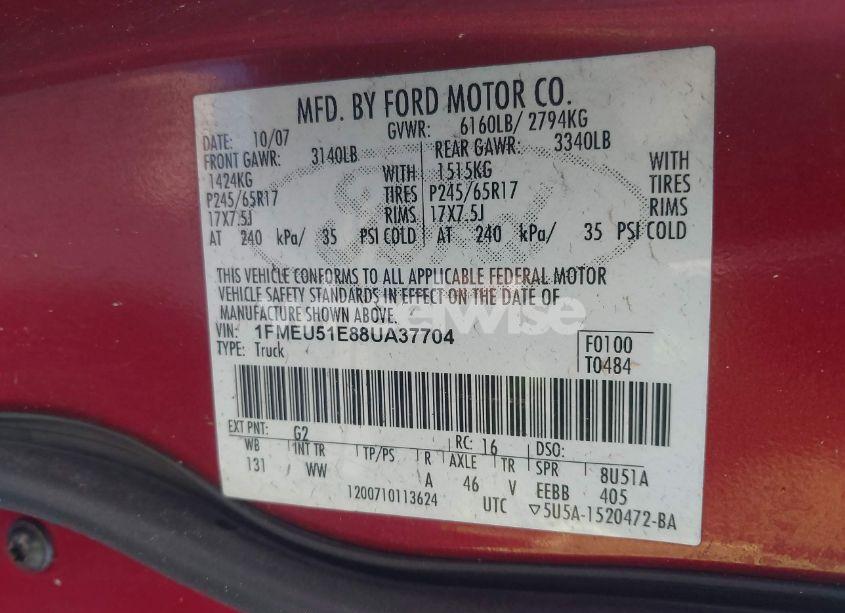 MFD. BY FORD MOTOR CO.
DATE: 10/07 GVWR: 6160LB/ 2794KG
FRONT GAWR: 3140LB REAR GAWR: 3340LB
1424KG WITH 1515KG WITH
P245/65R17 TIRES P245/65R17 TIRES
17X7.5J RIMS 17X7.5J RIMS
AT 240 kPa/ 35 PSI COLD AT 240 kPa/ 35 PSI COLD
THIS VEHICLE CONFORMS TO ALL APPLICABLE FEDERAL MOTOR
VEHICLE SAFETY STANDARDS IN EFFECT ON THE DATE OF
MANUFACTURE SHOWN ABOVE.
VIN: 1FMEU51E88UA37704
TYPE: Truck
F0100
T0484
EXT PNT: G2 RC: 16 DSO:
WB INT TR TP/PS R AXLE TR SPR 8U51A
131 WW A 46 V EEBB 405
1200710113624 UTC ▽5U5A-1520472-BA